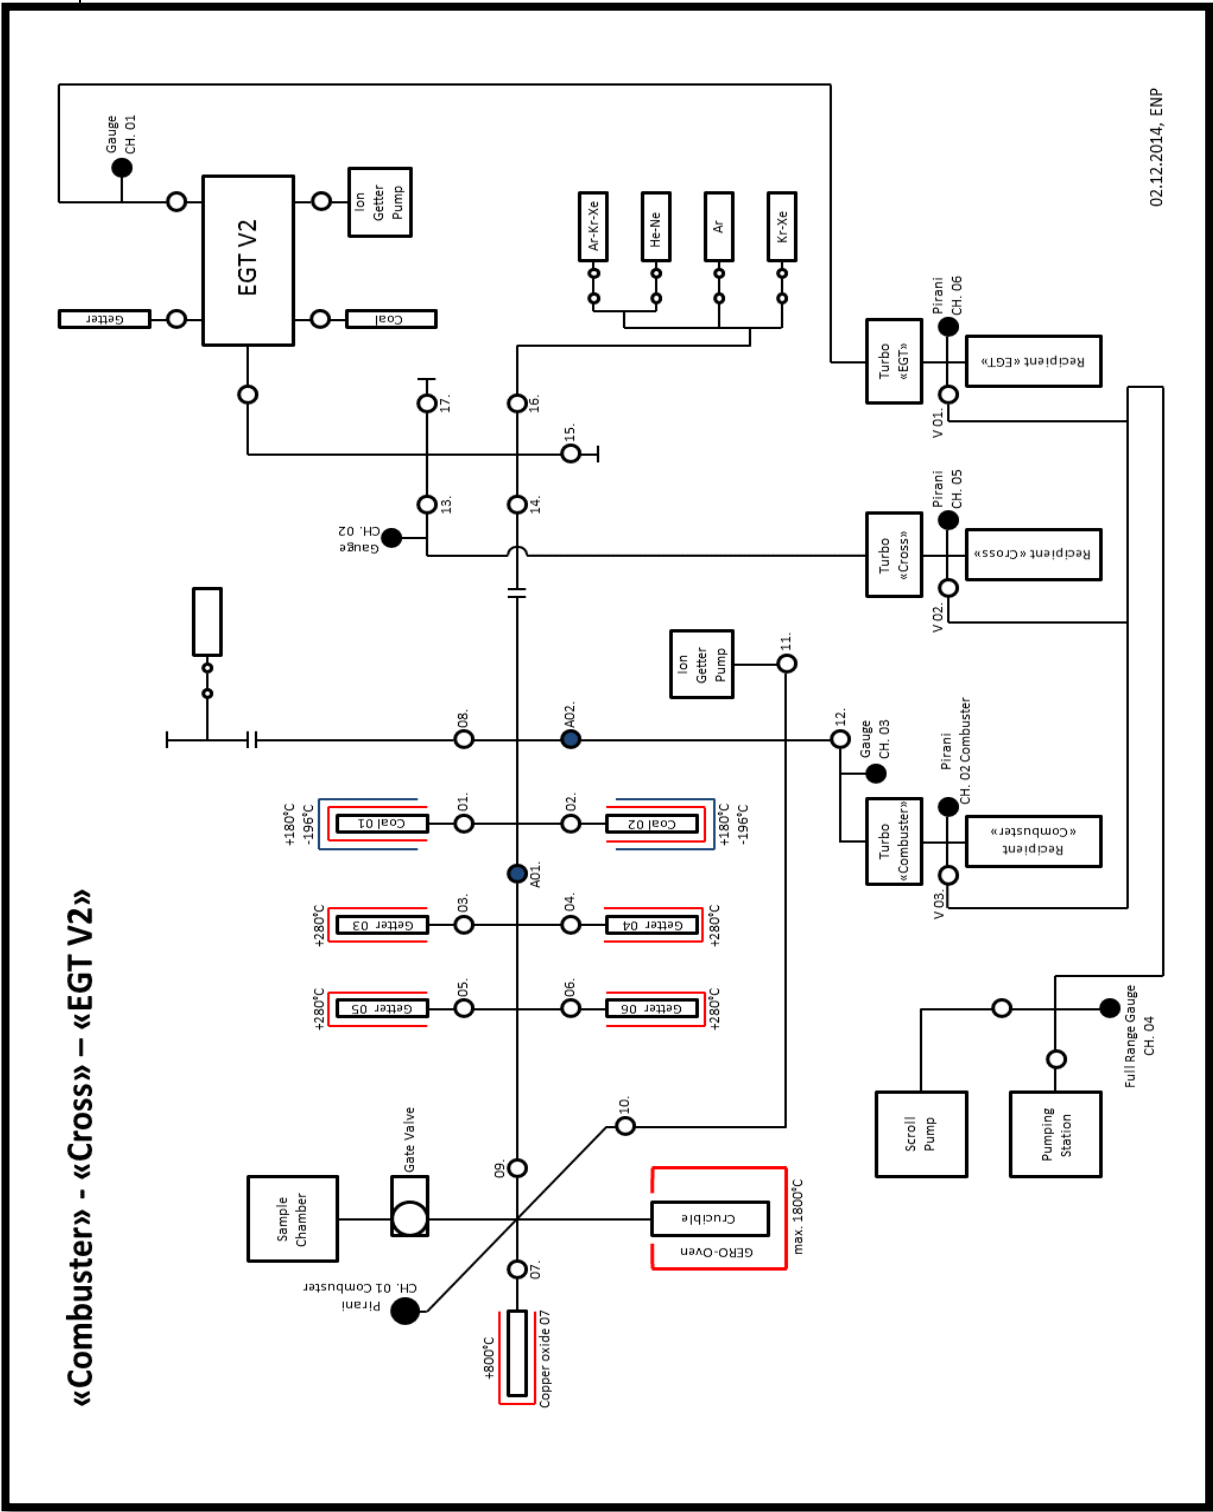 «Combuster» - «Cross» – «EGT V2»
Sample
Chamber
Gate Valve
Pirani
CH. 01 Combuster
+800°C
Copper oxide 07
07.
09.
10.
Crucible
GERO-Oven
max. 1800°C
+280°C
Getter 05
05.
06.
Getter 06
+280°C
+280°C
Getter 03
03.
04.
Getter 04
+280°C
A01.
+180°C
-196°C
Coal 01
01.
02.
Coal 02
+180°C
-196°C
08.
A02.
Ion
Getter
Pump
11.
12.
Gauge
CH. 03
Turbo
«Combuster»
Pirani
CH. 02 Combuster
V 03.
Recipient
«Combuster»
Scroll
Pump
Pumping
Station
Full Range Gauge
CH. 04
Gauge
CH. 02
13.
14.
15.
16.
17.
Turbo
«Cross»
Pirani
CH. 05
V 02.
Recipient «Cross»
Getter
Gauge
CH. 01
EGT V2
Coal
Ion
Getter
Pump
Ar-Kr-Xe
He-Ne
Ar
Kr-Xe
Turbo
«EGT»
Pirani
CH. 06
V 01.
Recipient «EGT»
02.12.2014, ENP